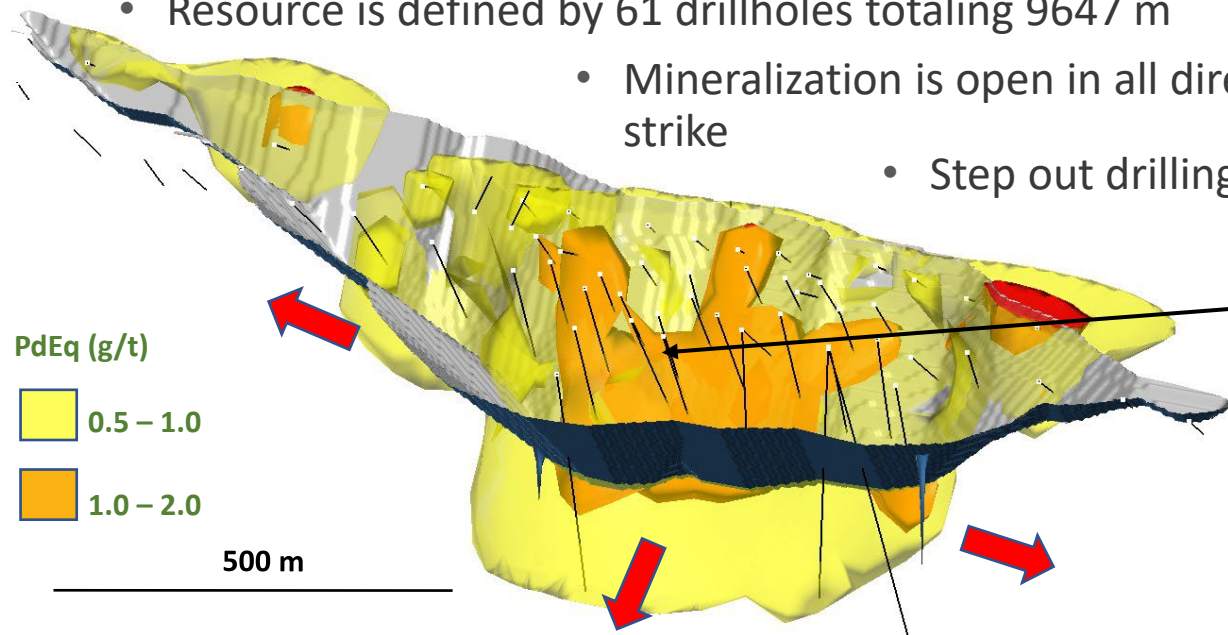 • Resource is defined by 61 drillholes totaling 9647 m
• Mineralization is open in all
strike
• Step out drilling
PdEq (g/t)
0.5 – 1.0
1.0 – 2.0
500 m